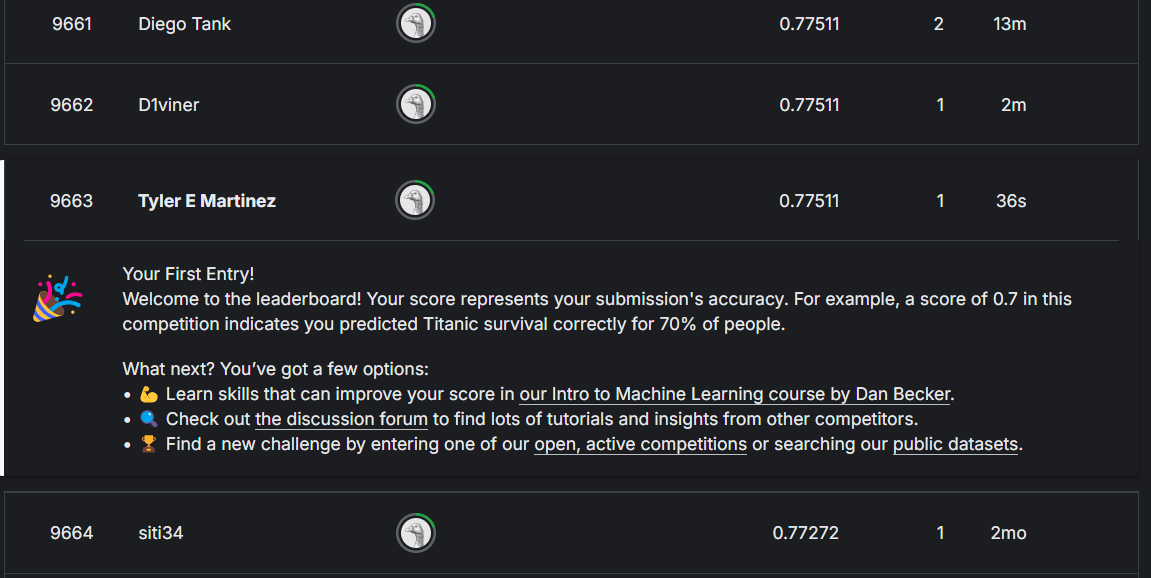 9661 Diego Tank 0.77511 2 13m
9662 D1viner 0.77511 1 2m
9663 Tyler E Martinez 0.77511 1 36s
Your First Entry!
Welcome to the leaderboard! Your score represents your submission's accuracy. For example, a score of 0.7 in this
competition indicates you predicted Titanic survival correctly for 70% of people.
What next? You’ve got a few options:
• 💪 Learn skills that can improve your score in our Intro to Machine Learning course by Dan Becker.
• 🔍 Check out the discussion forum to find lots of tutorials and insights from other competitors.
• 🏆 Find a new challenge by entering one of our open, active competitions or searching our public datasets.
9664 siti34 0.77272 1 2mo